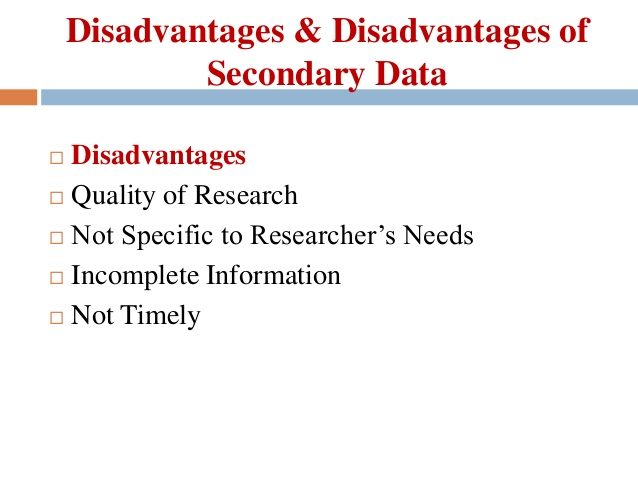 Disadvantages & Disadvantages of
Secondary Data
Disadvantages
Quality of Research
Not Specific to Researcher’s Needs
Incomplete Information
Not Timely